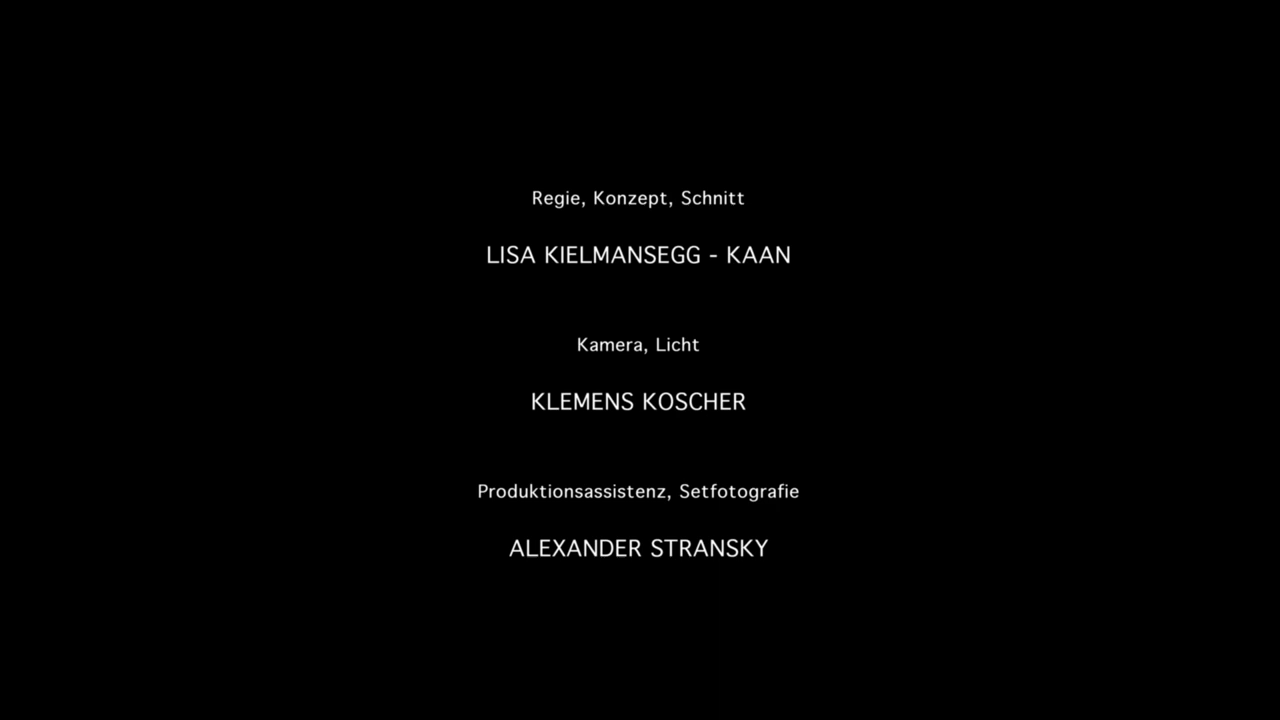 Regie, Konzept, Schnitt
LISA KIELMANSEGG - KAAN
Kamera, Licht
KLEMENS KOSCHER
Produktionsassistenz, Setfotografie
ALEXANDER STRANSKY